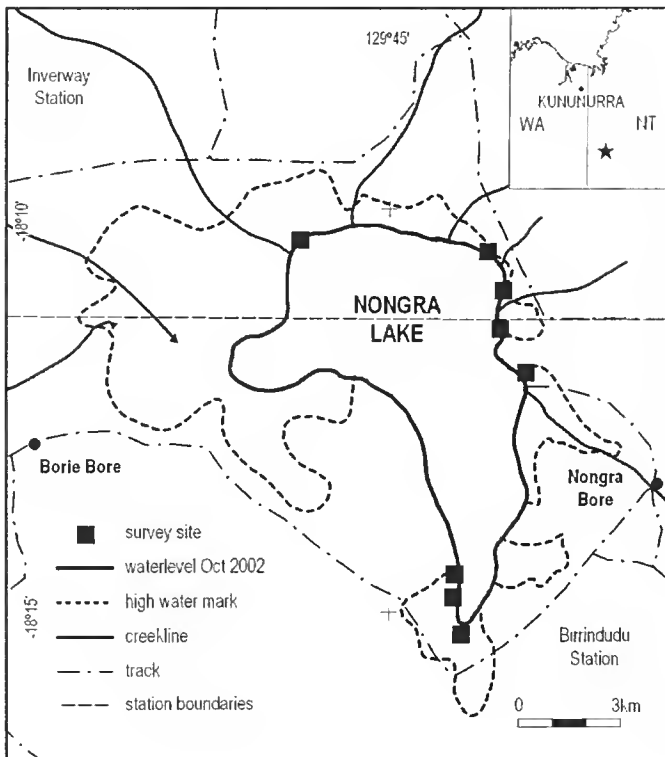 129°45'
Inverway
Station
KUNUNURRA
WA
NT
-18°10'
NONGRA
LAKE
Borie Bore
Nongra
Bore
survey site
waterlevel Oct 2002
high water mark
creekline
track
station boundaries
-18°15'
Birrindudu
Station
0
3km